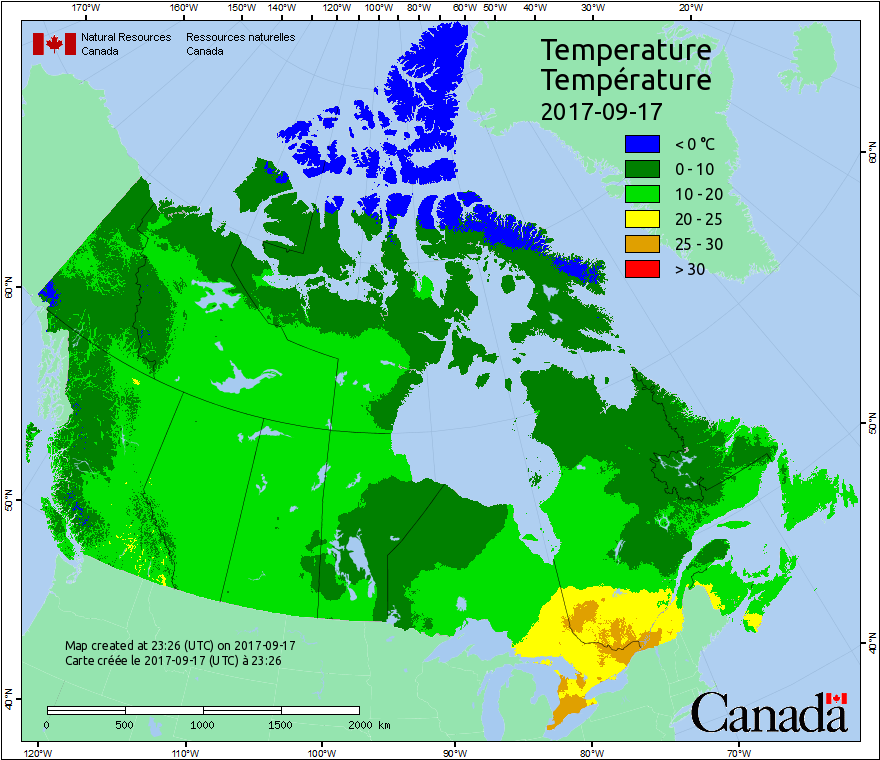 170°W 160°W 150°W 140°W 130°W 120°W 110°W 100°W 90°W 80°W 70°W 60°W 50°W 40°W 30°W 20°W
Natural Resources Ressources naturelles
Canada Canada
Temperature
Température
2017-09-17
< 0 °C
0 - 10
10 - 20
20 - 25
25 - 30
> 30
60°N
60°N
50°N
50°N
40°N
40°N
Map created at 23:26 (UTC) on 2017-09-17
Carte créée le 2017-09-17 (UTC) à 23:26
0 500 1000 1500 2000 km
Canada
120°W 110°W 100°W 90°W 80°W 70°W